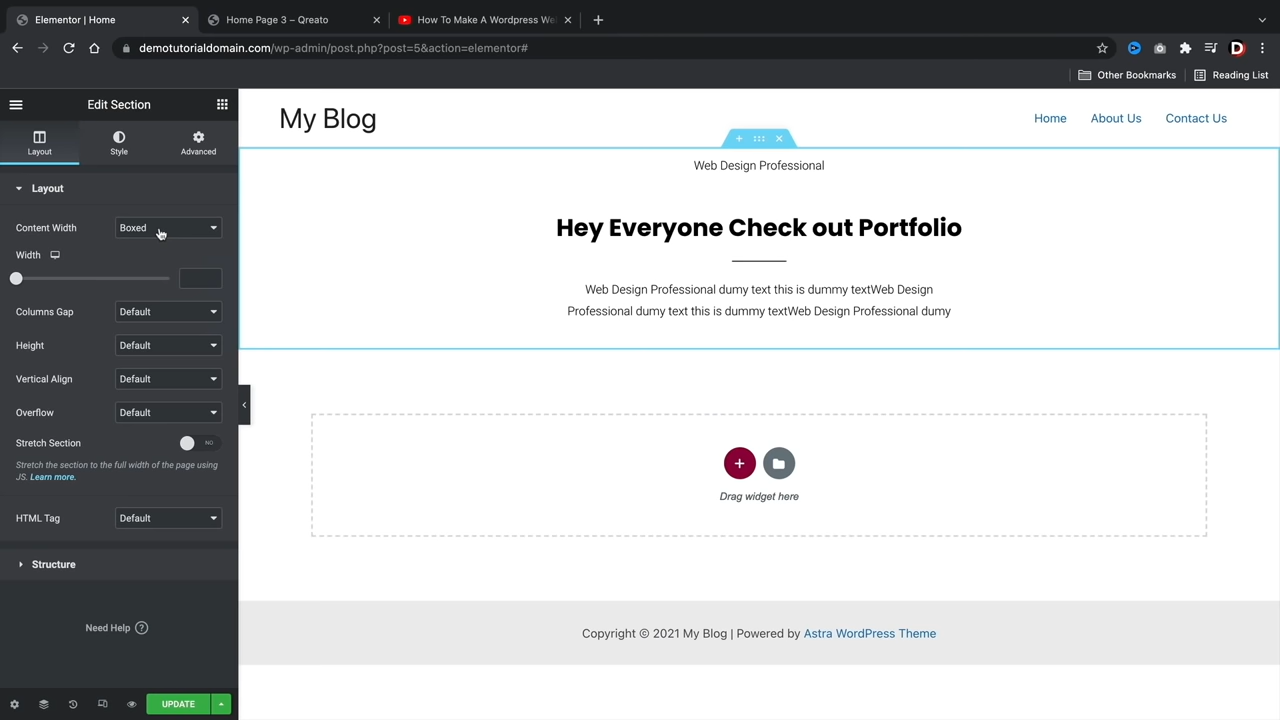 Elementor | Home
Home Page 3 – Qreato
How To Make A Wordpress We
demotutorialdomain.com/wp-admin/post.php?post=5&action=elementor#
Other Bookmarks
Reading List
Edit Section
Layout
Style
Advanced
Layout
Content Width
Boxed
Width
Columns Gap
Default
Height
Default
Vertical Align
Default
Overflow
Default
Stretch Section
NO
Stretch the section to the full width of the page using
JS. Learn more.
HTML Tag
Default
Structure
Need Help
UPDATE
My Blog
Home
About Us
Contact Us
Web Design Professional
Hey Everyone Check out Portfolio
Web Design Professional dumy text this is dummy textWeb Design
Professional dumy text this is dummy textWeb Design Professional dumy
Drag widget here
Copyright © 2021 My Blog | Powered by Astra WordPress Theme